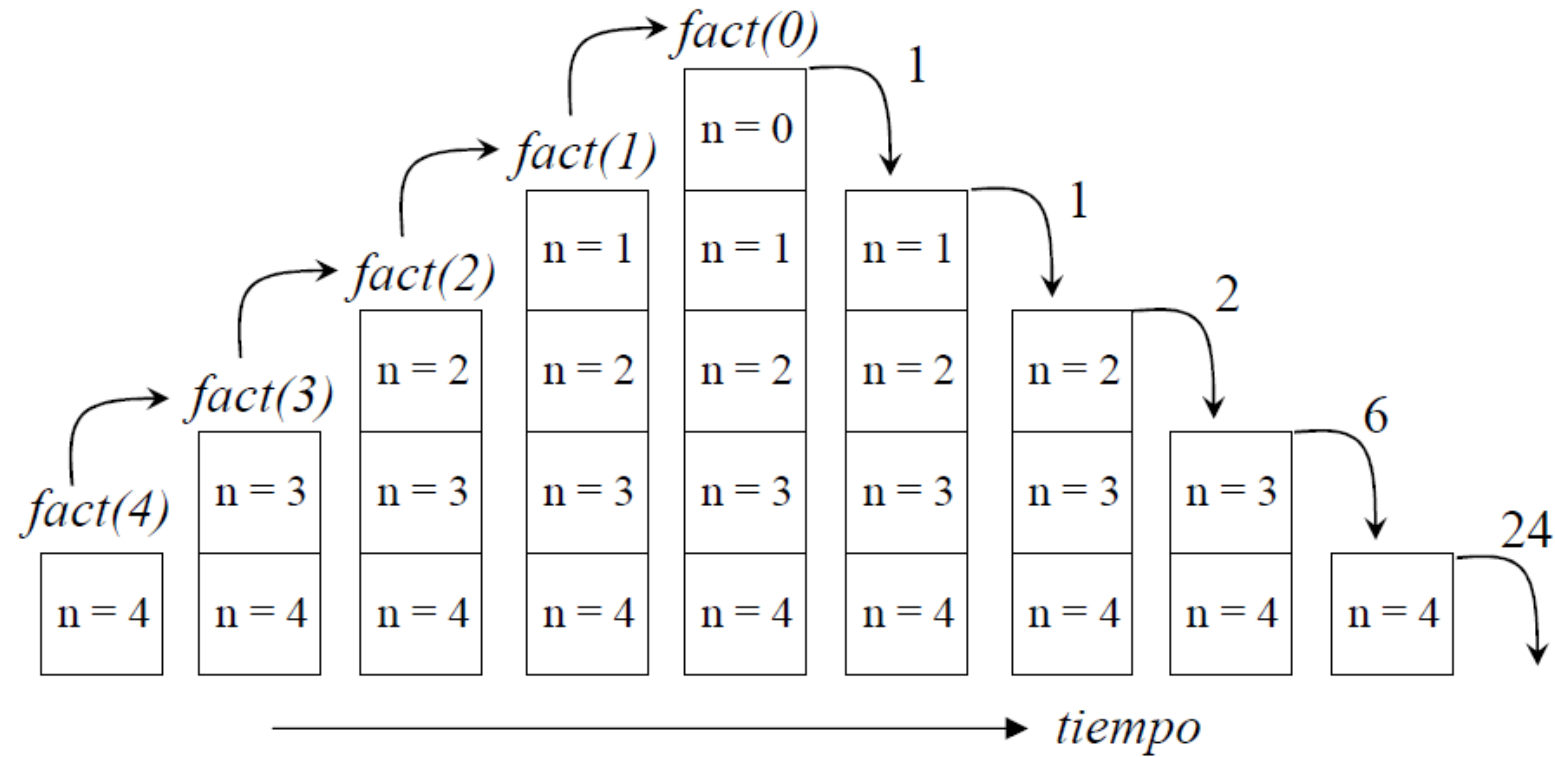 fact(0)
1
n = 0
fact(1)
1
n = 1
n = 1
n = 1
fact(2)
2
n = 2
n = 2
n = 2
n = 2
n = 2
fact(3)
6
n = 3
n = 3
n = 3
n = 3
n = 3
n = 3
n = 3
fact(4)
24
n = 4
n = 4
n = 4
n = 4
n = 4
n = 4
n = 4
n = 4
n = 4
tiempo